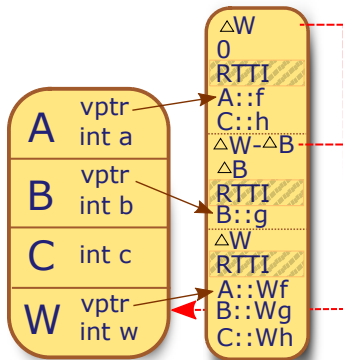 A
vptr
int a
B
vptr
int b
C
int c
W
vptr
int w
△W
0
RTTI
A::f
C::h
△W-△B
△B
RTTI
B::g
△W
RTTI
A::Wf
B::Wg
C::Wh